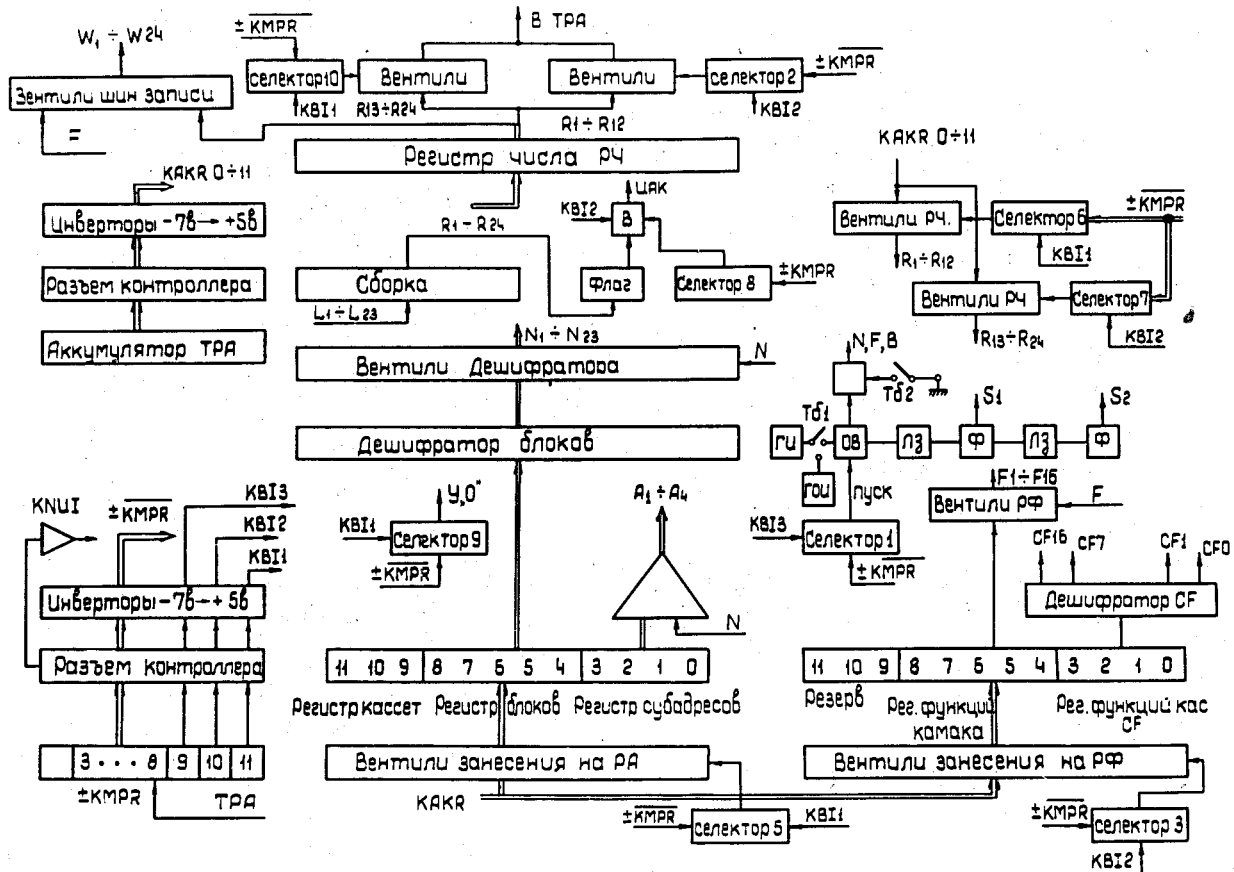 W1 ÷ W24
±KMPR
В ТРА
Селектор10
Вентили
Вентили
Селектор 2
±KMPR
Зентили шин записи
=
KBI1
R13÷R24
R1÷R12
KBI2
Регистр числа РЧ
KAKR 0÷11
KAKR 0÷11
Инверторы -7в → +5в
Разъем контроллера
Аккумулятор ТРА
R1 ÷ R24
ЦАК
KBI2
В
Сборка
L1÷L23
Флаг
Селектор 8
±KMPR
Вентили РЧ.
Селектор 6
±KMPR
R1÷R12
KBI1
Вентили РЧ
Селектор 7
R13÷R24
KBI2
N1 ÷ N23
Вентили Дешифратора
N
Дешифратор блоков
N, F, B
Тб2
S1
S2
ГИ
Тб1
ОВ
ЛЗ
Ф
ЛЗ
Ф
ГОИ
пуск
F1÷F16
Вентили РФ
F
KNUI
±KMPR
KBI3
KBI2
KBI1
Инверторы -7в → +5в
Разъем контроллера
3 . . . 8 9 10 11
±KMPR
ТРА
У„0"
KBI1
Селектор 9
±KMPR
A1 ÷ A4
N
KBI3
Селектор 1
±KMPR
CF16
CF7
CF1
CF0
Дешифратор CF
11 10 9 8 7 6 5 4 3 2 1 0
Регистр кассет
Регистр блоков
Регистр субадресов
11 10 9 8 7 6 5 4 3 2 1 0
Резерв
Рег. функций
камака
Рег. функций кас
CF
Вентили занесения на РА
Вентили занесения на РФ
KAKR
±KMPR
Селектор 5
KBI1
±KMPR
Селектор 3
KBI2